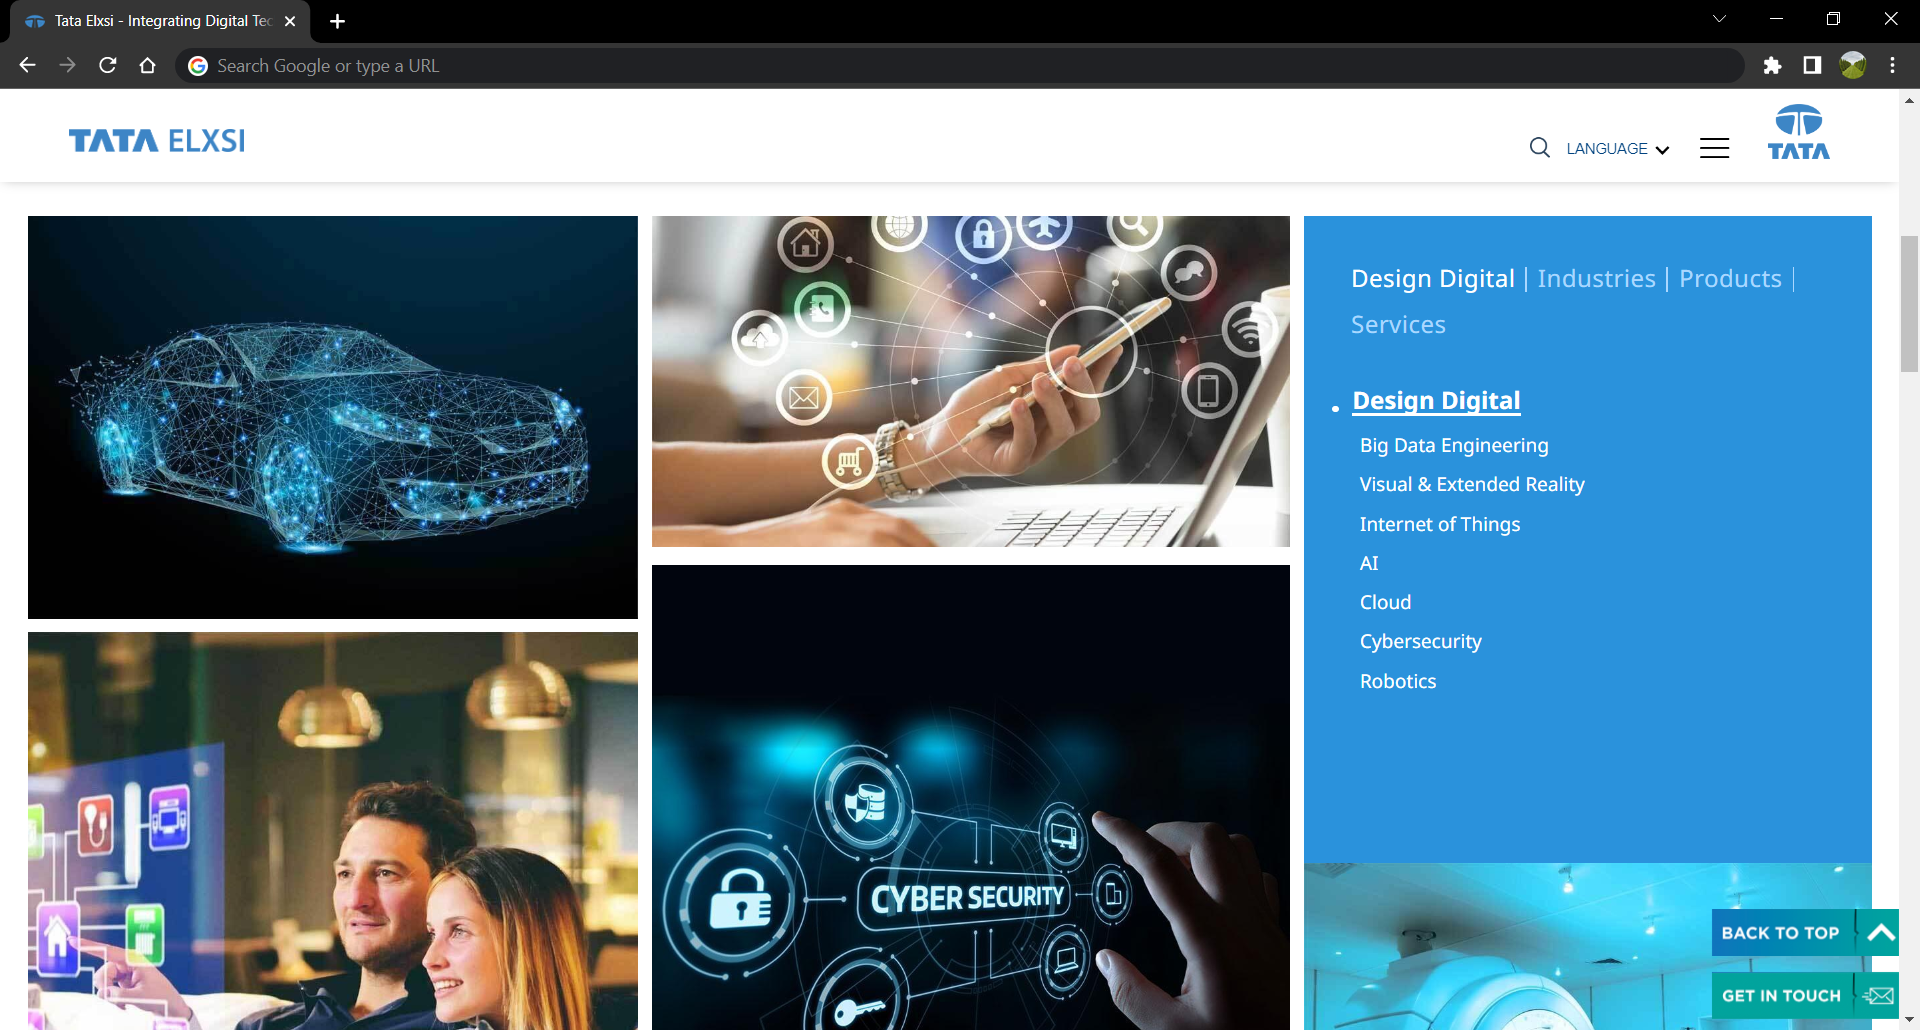 Tata Elxsi - Integrating Digital Tec
Search Google or type a URL
TATA ELXSI
LANGUAGE
TATA
Design Digital | Industries | Products |
Services
Design Digital
Big Data Engineering
Visual & Extended Reality
Internet of Things
AI
Cloud
Cybersecurity
Robotics
CYBER SECURITY
BACK TO TOP
GET IN TOUCH